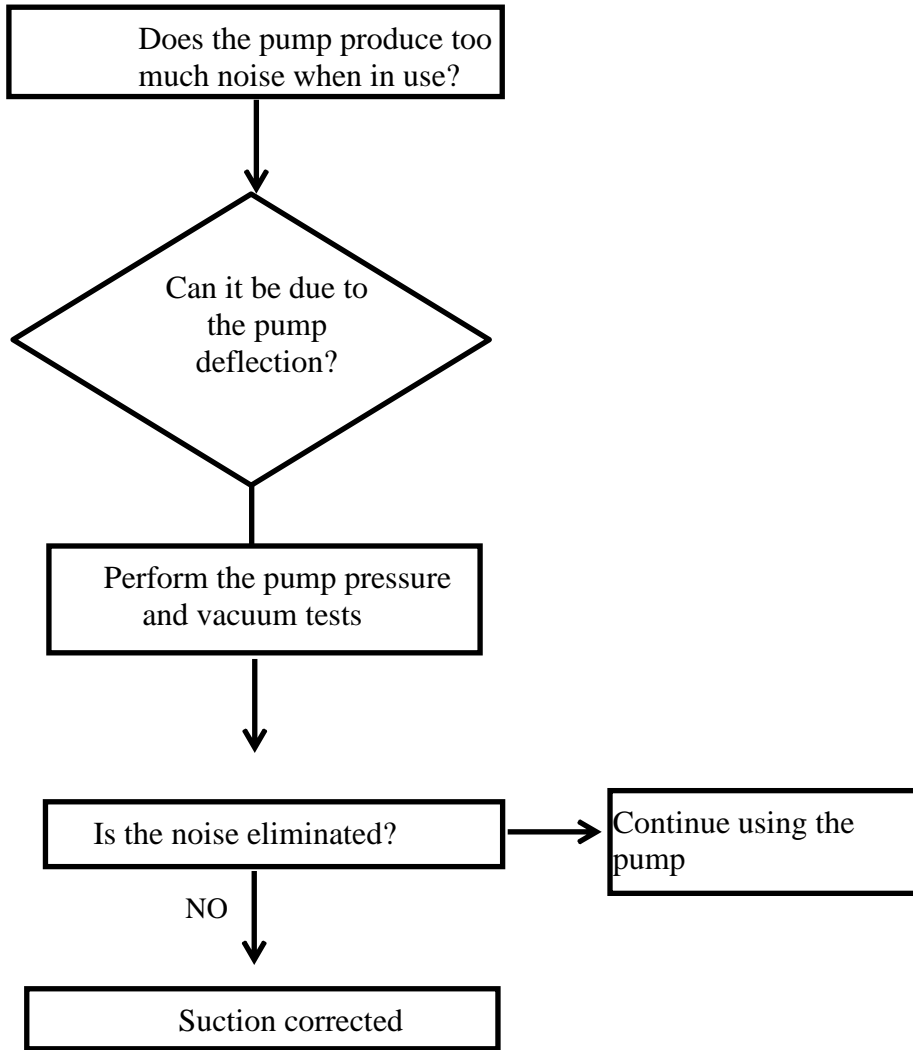 Does the pump produce too
much noise when in use?
Can it be due to
the pump
deflection?
Perform the pump pressure
and vacuum tests
Is the noise eliminated?
Continue using the
pump
NO
Suction corrected